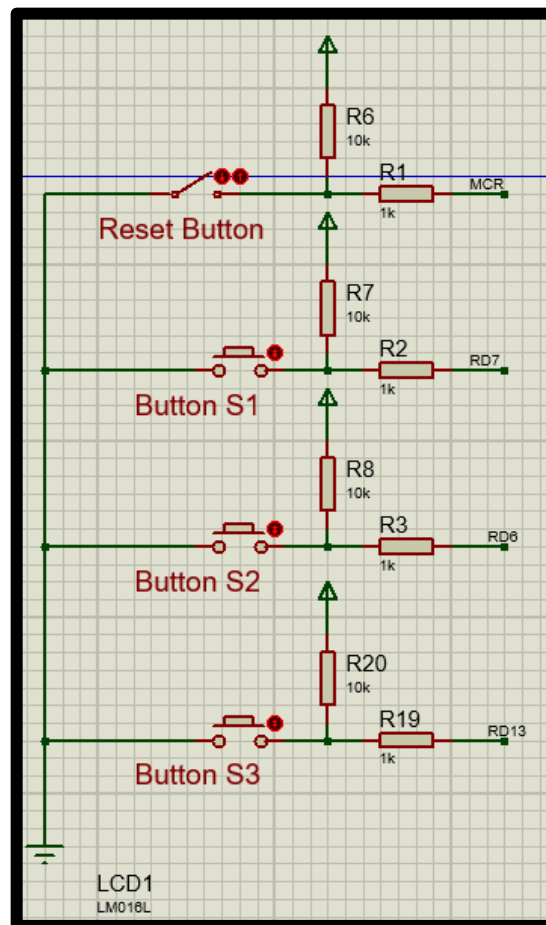 R6
10k
R1
MCR
1k
Reset Button
R7
10k
R2
RD7
1k
Button S1
R8
10k
R3
RD6
1k
Button S2
R20
10k
R19
RD13
1k
Button S3
LCD1
LM016L